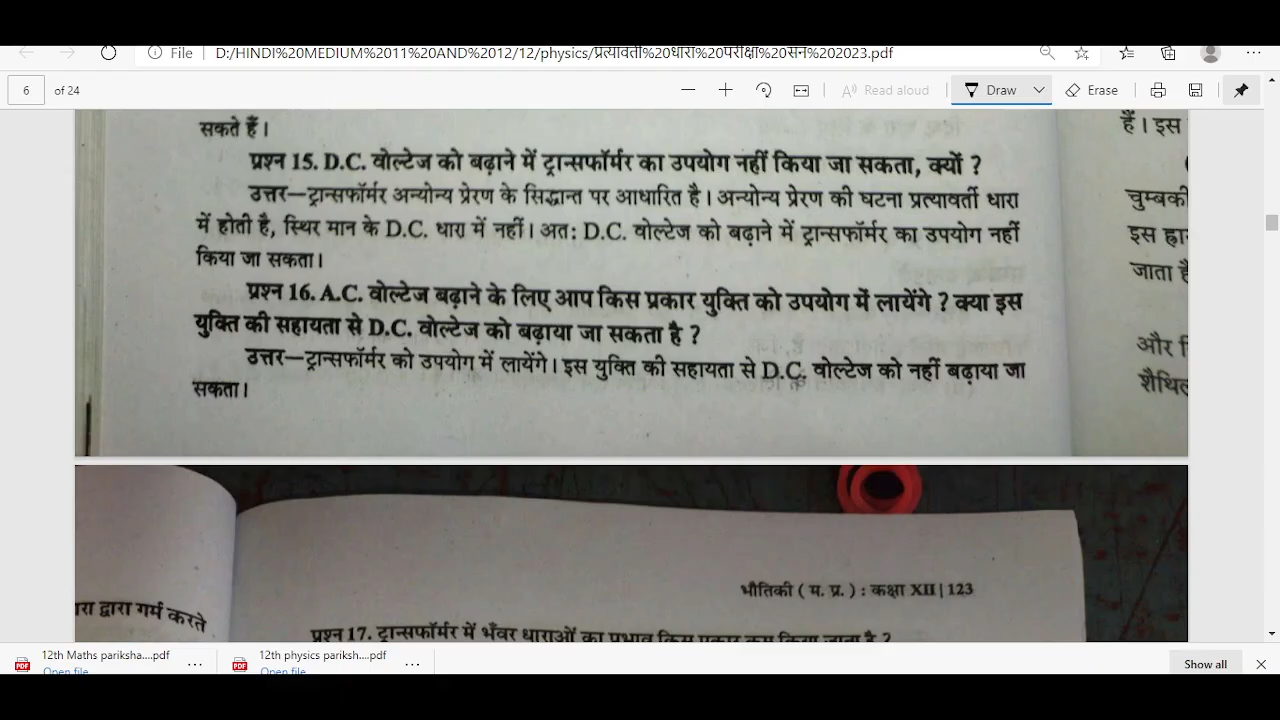 File D:/HINDI%20MEDIUM%2011%20AND%2012/12/physics/प्रत्यावर्ती%20धारा%20परीक्षा%20सन%202023.pdf
6 of 24 Read aloud Draw Erase
सकते हैं।
प्रश्न 15. D.C. वोल्टेज को बढ़ाने में ट्रान्सफॉर्मर का उपयोग नहीं किया जा सकता, क्यों ?
उत्तर—ट्रान्सफॉर्मर अन्योन्य प्रेरण के सिद्धान्त पर आधारित है। अन्योन्य प्रेरण की घटना प्रत्यावर्ती धारा
में होती है, स्थिर मान के D.C. धारा में नहीं। अत: D.C. वोल्टेज को बढ़ाने में ट्रान्सफॉर्मर का उपयोग नहीं
किया जा सकता।
प्रश्न 16. A.C. वोल्टेज बढ़ाने के लिए आप किस प्रकार युक्ति को उपयोग में लायेंगे ? क्या इस
युक्ति की सहायता से D.C. वोल्टेज को बढ़ाया जा सकता है ?
उत्तर—ट्रान्सफॉर्मर को उपयोग में लायेंगे। इस युक्ति की सहायता से D.C. वोल्टेज को नहीं बढ़ाया जा
सकता।
हैं। इस
चुम्बकी
इस ह्रा
जाता है
और
शैथिल
भौतिकी ( म. प्र. ) : कक्षा XII | 123
रा द्वारा गर्म करते
प्रश्न 17. ट्रान्सफॉर्मर में भँवर धाराओं का प्रभाव किस प्रकार कम किया जाता है ?
12th Maths pariksha....pdf
Open file
12th physics pariksh....pdf
Open file
Show all